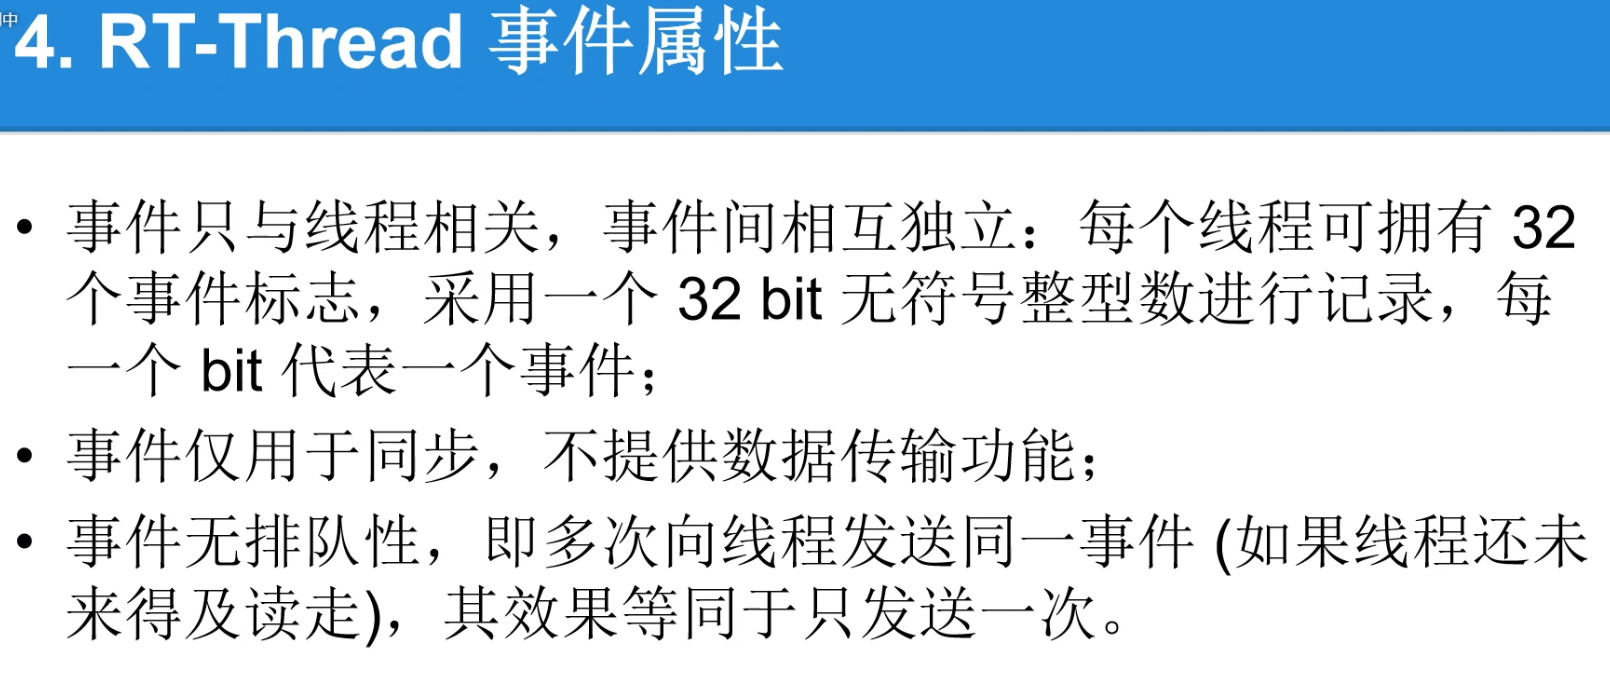 中
4. RT-Thread 事件属性
• 事件只与线程相关，事件间相互独立：每个线程可拥有 32
个事件标志，采用一个 32 bit 无符号整型数进行记录，每
一个 bit 代表一个事件；
• 事件仅用于同步，不提供数据传输功能；
• 事件无排队性，即多次向线程发送同一事件 (如果线程还未
来得及读走)，其效果等同于只发送一次。